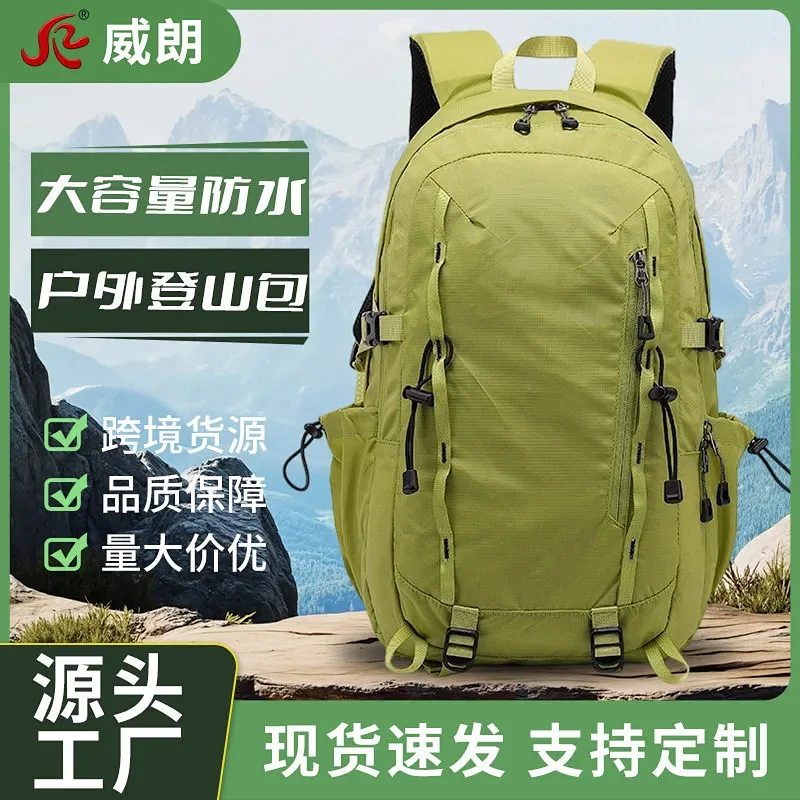 ® 威朗
大容量防水
户外登山包
跨境货源
品质保障
量大价优
源头
工厂
现货速发 支持定制